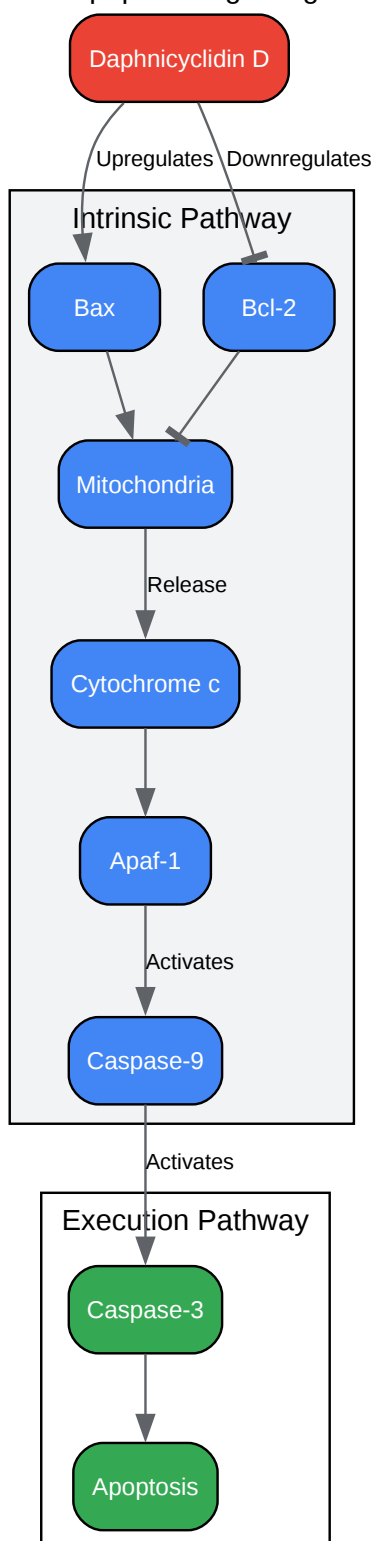 Daphnicyclidin D
Upregulates
Downregulates
Intrinsic Pathway
Bax
Bcl-2
Mitochondria
Release
Cytochrome c
Apaf-1
Activates
Caspase-9
Activates
Execution Pathway
Caspase-3
Apoptosis